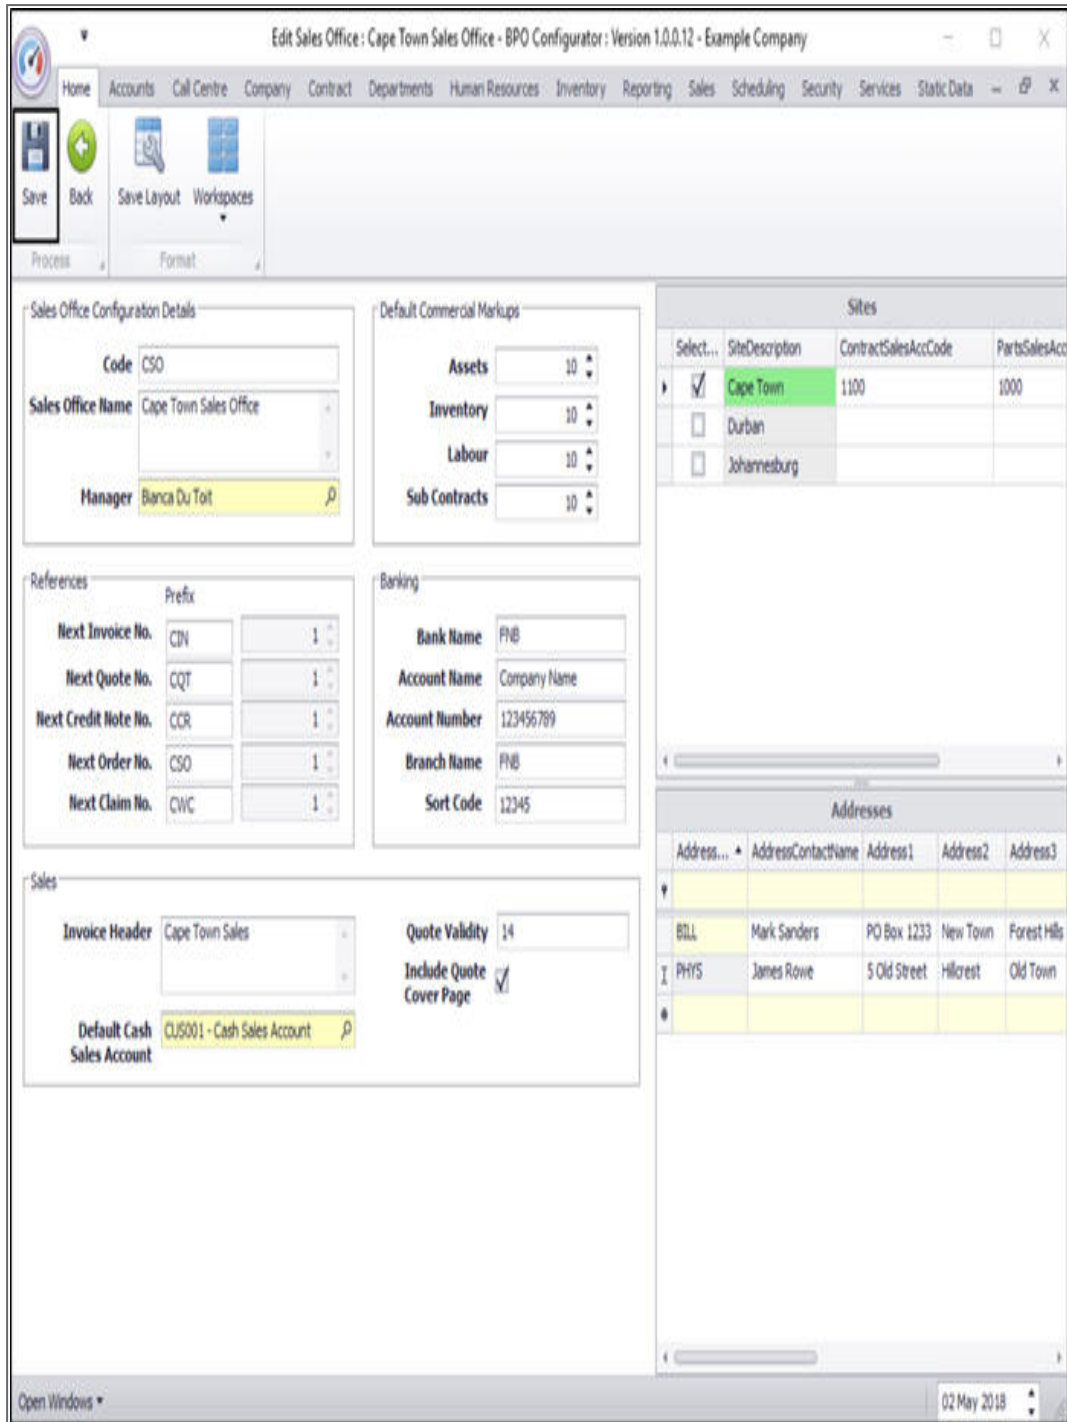 Edit Sales Office : Cape Town Sales Office - BPO Configurator : Version 1.0.0.12 - Example Company
Home Accounts Call Centre Company Contract Departments Human Resources Inventory Reporting Sales Scheduling Security Services Static Data
Save Back Save Layout Workspaces
Process Format
Sales Office Configuration Details
Code CSO
Sales Office Name Cape Town Sales Office
Manager Bianca Du Toit
Default Commercial Markups
Assets 10
Inventory 10
Labour 10
Sub Contracts 10
References
Prefix
Next Invoice No. CIN 1
Next Quote No. CQT 1
Next Credit Note No. CCR 1
Next Order No. CSO 1
Next Claim No. CWC 1
Banking
Bank Name FNB
Account Name Company Name
Account Number 123456789
Branch Name FNB
Sort Code 12345
Sales
Invoice Header Cape Town Sales
Default Cash Sales Account CUS001 - Cash Sales Account
Quote Validity 14
Include Quote
Cover Page
Sites
Select... SiteDescription ContractSalesAccCode PartsSalesAcc
Cape Town 1100 1000
Durban
Johannesburg
Addresses
Address... AddressContactName Address1 Address2 Address3
BILL Mark Sanders PO Box 1233 New Town Forest Hills
PHYS James Rowe 5 Old Street Hillcrest Old Town
Open Windows 02 May 2018